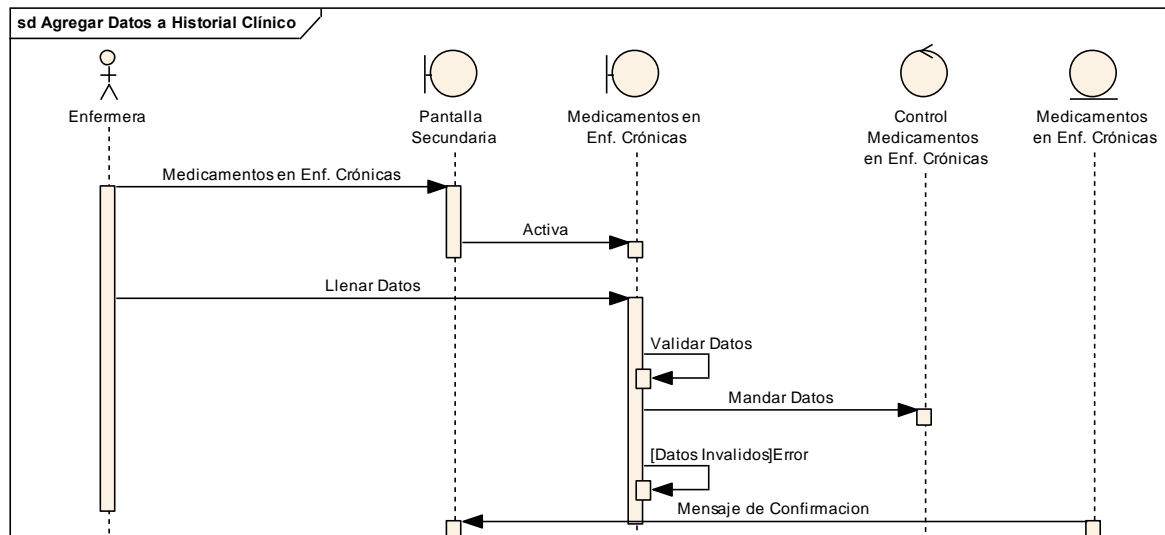 sd Agregar Datos a Historial Clínico
Enfermera
Pantalla
Secundaria
Medicamentos en
Enf. Crónicas
Control
Medicamentos
en Enf. Crónicas
Medicamentos
en Enf. Crónicas
Medicamentos en Enf. Crónicas
Activa
Llenar Datos
Validar Datos
Mandar Datos
[Datos Invalidos]Error
Mensaje de Confirmacion